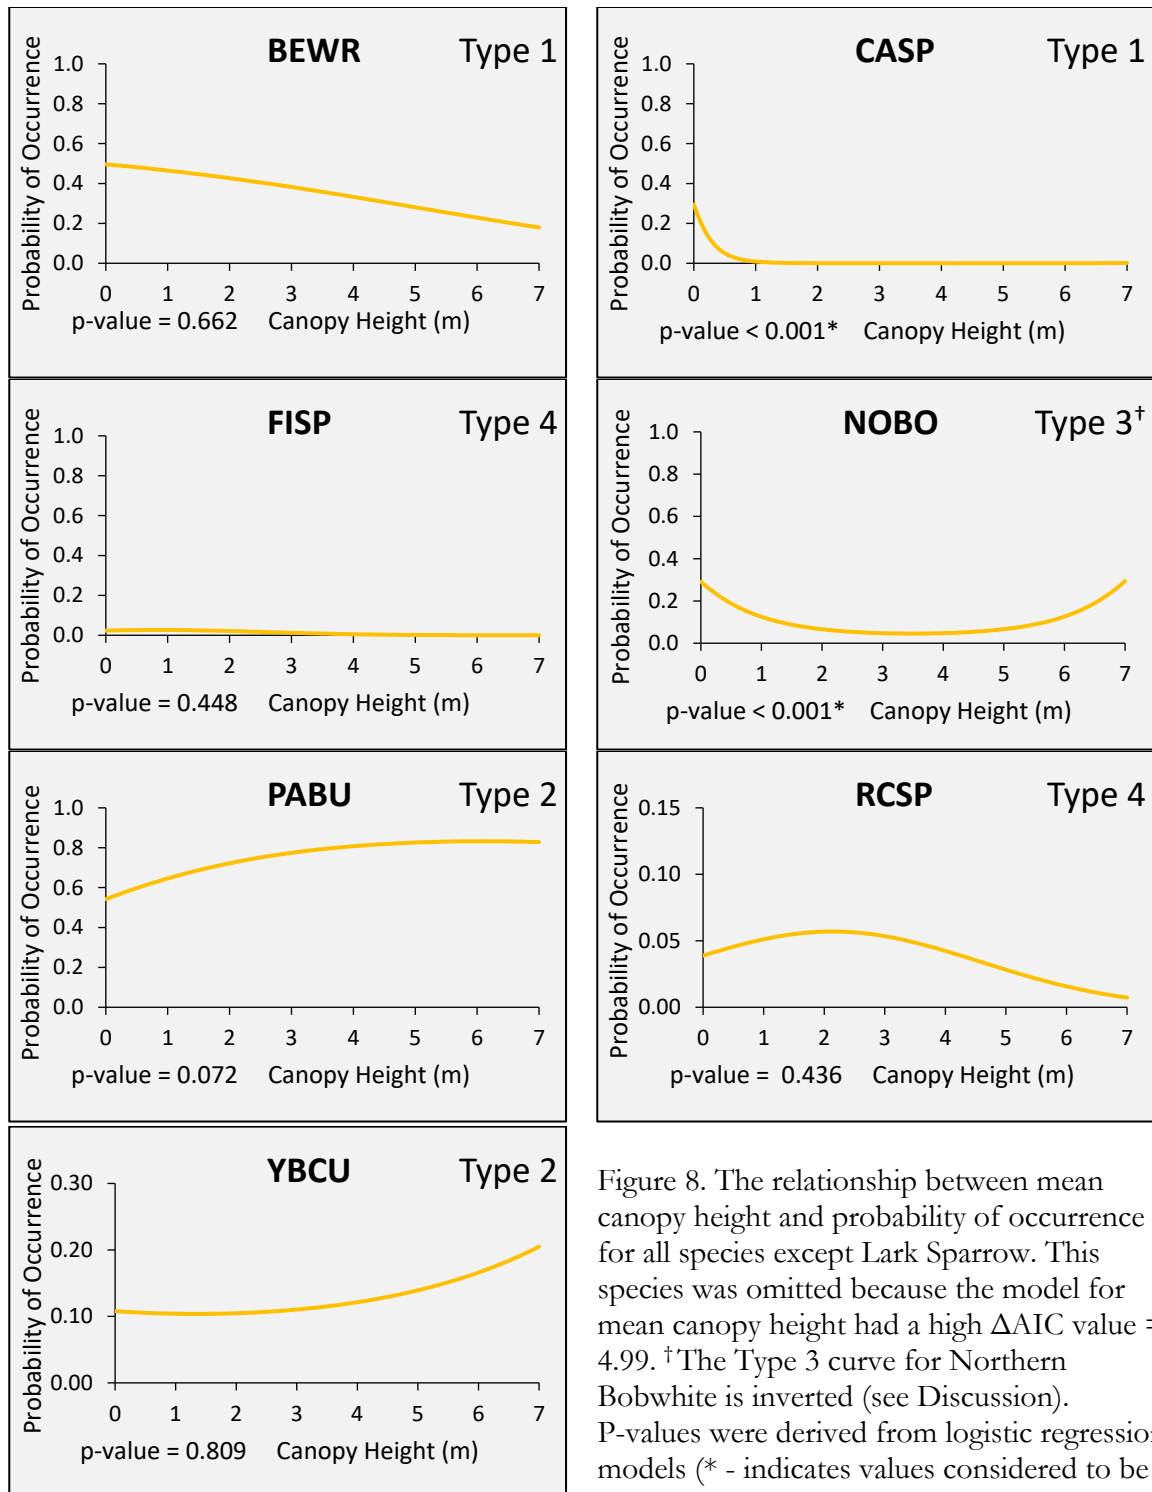 BEWR Type 1
Probability of Occurrence
1.0
0.8
0.6
0.4
0.2
0.0
0 1 2 3 4 5 6 7
p-value = 0.662 Canopy Height (m)
CASP Type 1
Probability of Occurrence
1.0
0.8
0.6
0.4
0.2
0.0
0 1 2 3 4 5 6 7
p-value < 0.001* Canopy Height (m)
FISP Type 4
Probability of Occurrence
1.0
0.8
0.6
0.4
0.2
0.0
0 1 2 3 4 5 6 7
p-value = 0.448 Canopy Height (m)
NOBO Type 3†
Probability of Occurrence
1.0
0.8
0.6
0.4
0.2
0.0
0 1 2 3 4 5 6 7
p-value < 0.001* Canopy Height (m)
PABU Type 2
Probability of Occurrence
1.0
0.8
0.6
0.4
0.2
0.0
0 1 2 3 4 5 6 7
p-value = 0.072 Canopy Height (m)
RCSP Type 4
Probability of Occurrence
0.15
0.10
0.05
0.00
0 1 2 3 4 5 6 7
p-value = 0.436 Canopy Height (m)
YBCU Type 2
Probability of Occurrence
0.30
0.20
0.10
0.00
0 1 2 3 4 5 6 7
p-value = 0.809 Canopy Height (m)
Figure 8. The relationship between mean
canopy height and probability of occurrence
for all species except Lark Sparrow. This
species was omitted because the model for
mean canopy height had a high ΔAIC value =
4.99. †The Type 3 curve for Northern
Bobwhite is inverted (see Discussion).
P-values were derived from logistic regression
models (* - indicates values considered to be